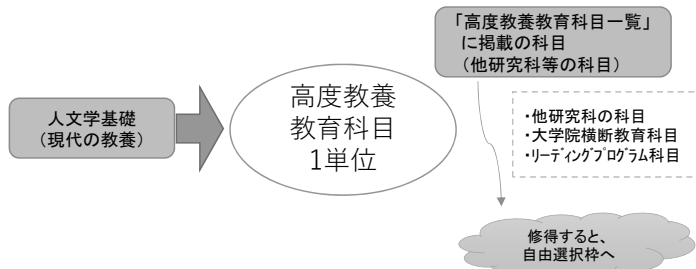 「高度教養教育科目一覧」
に掲載の科目
（他研究科等の科目）
人文学基礎
（現代の教養）
高度教養
教育科目
1単位
・他研究科の科目
・大学院横断教育科目
・ﾘｰﾃﾞｨﾝｸﾞﾌﾟﾛｸﾞﾗﾑ科目
修得すると、
自由選択枠へ